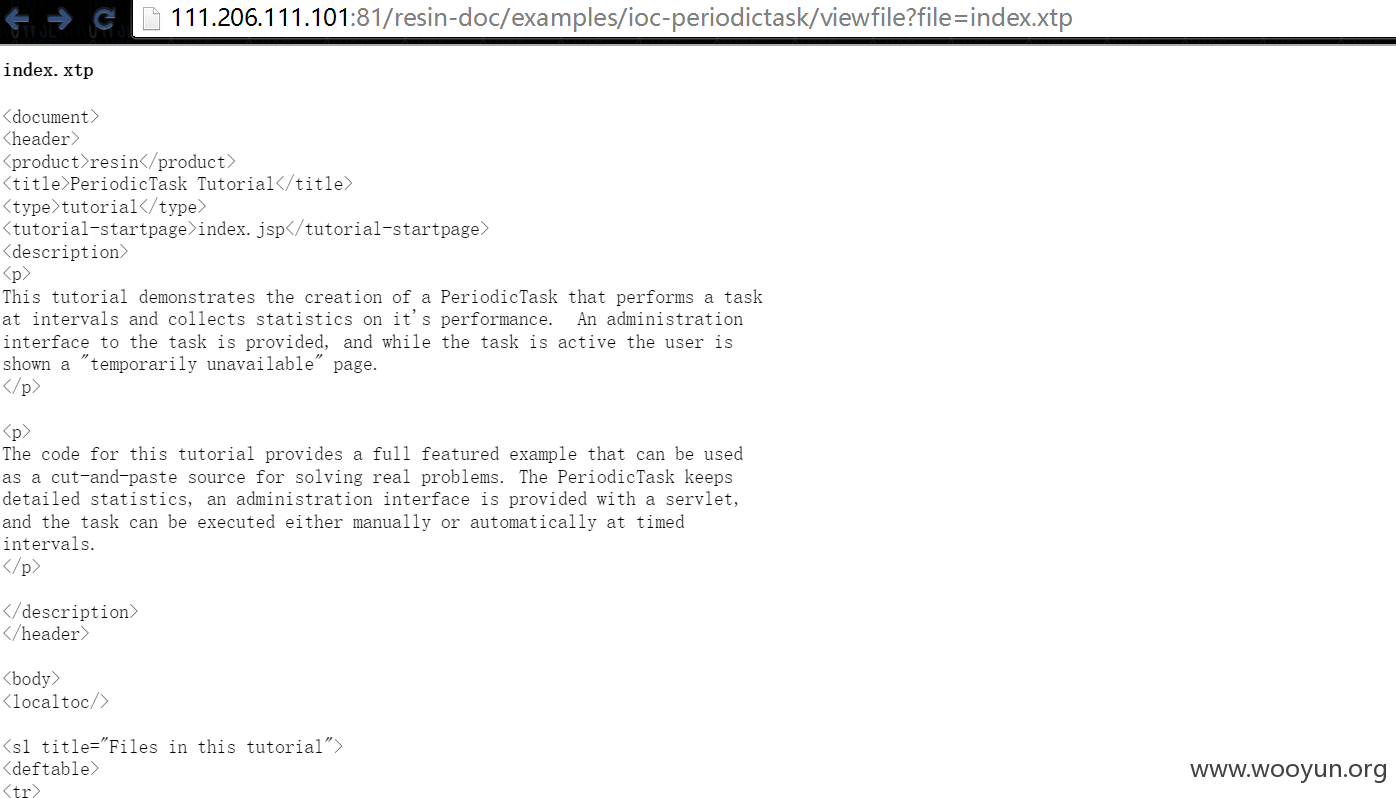 111.206.111.101:81/resin-doc/examples/ioc-periodictask/viewfile?file=index.xtp
index.xtp
<document>
<header>
<product>resin</product>
<title>PeriodicTask Tutorial</title>
<type>tutorial</type>
<tutorial-startpage>index.jsp</tutorial-startpage>
<description>
<p>
This tutorial demonstrates the creation of a PeriodicTask that performs a task
at intervals and collects statistics on it's performance.  An administration
interface to the task is provided, and while the task is active the user is
shown a "temporarily unavailable" page.
</p>
<p>
The code for this tutorial provides a full featured example that can be used
as a cut-and-paste source for solving real problems. The PeriodicTask keeps
detailed statistics, an administration interface is provided with a servlet,
and the task can be executed either manually or automatically at timed
intervals.
</p>
</description>
</header>
<body>
<localtoc/>
<sl title="Files in this tutorial">
<deftable>
<tr>
www.wooyun.org